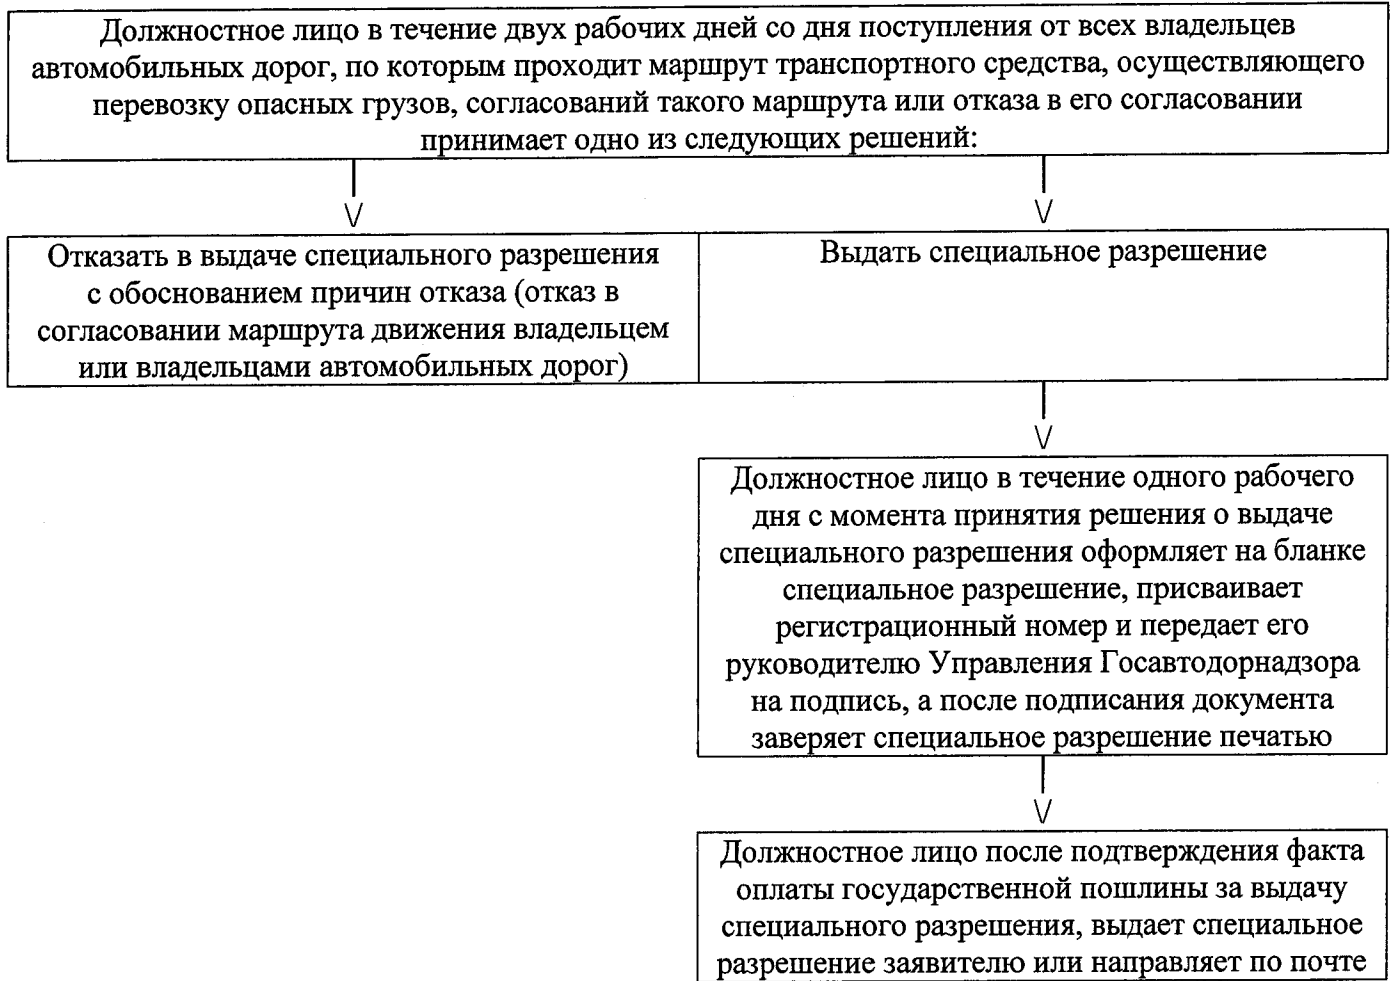 Должностное лицо в течение двух рабочих дней со дня поступления от всех владельцев
автомобильных дорог, по которым проходит маршрут транспортного средства, осуществляющего
перевозку опасных грузов, согласований такого маршрута или отказа в его согласовании
принимает одно из следующих решений:
Отказать в выдаче специального разрешения
с обоснованием причин отказа (отказ в
согласовании маршрута движения владельцем
или владельцами автомобильных дорог)
Выдать специальное разрешение
Должностное лицо в течение одного рабочего
дня с момента принятия решения о выдаче
специального разрешения оформляет на бланке
специальное разрешение, присваивает
регистрационный номер и передает его
руководителю Управления Госавтодорнадзора
на подпись, а после подписания документа
заверяет специальное разрешение печатью
Должностное лицо после подтверждения факта
оплаты государственной пошлины за выдачу
специального разрешения, выдает специальное
разрешение заявителю или направляет по почте